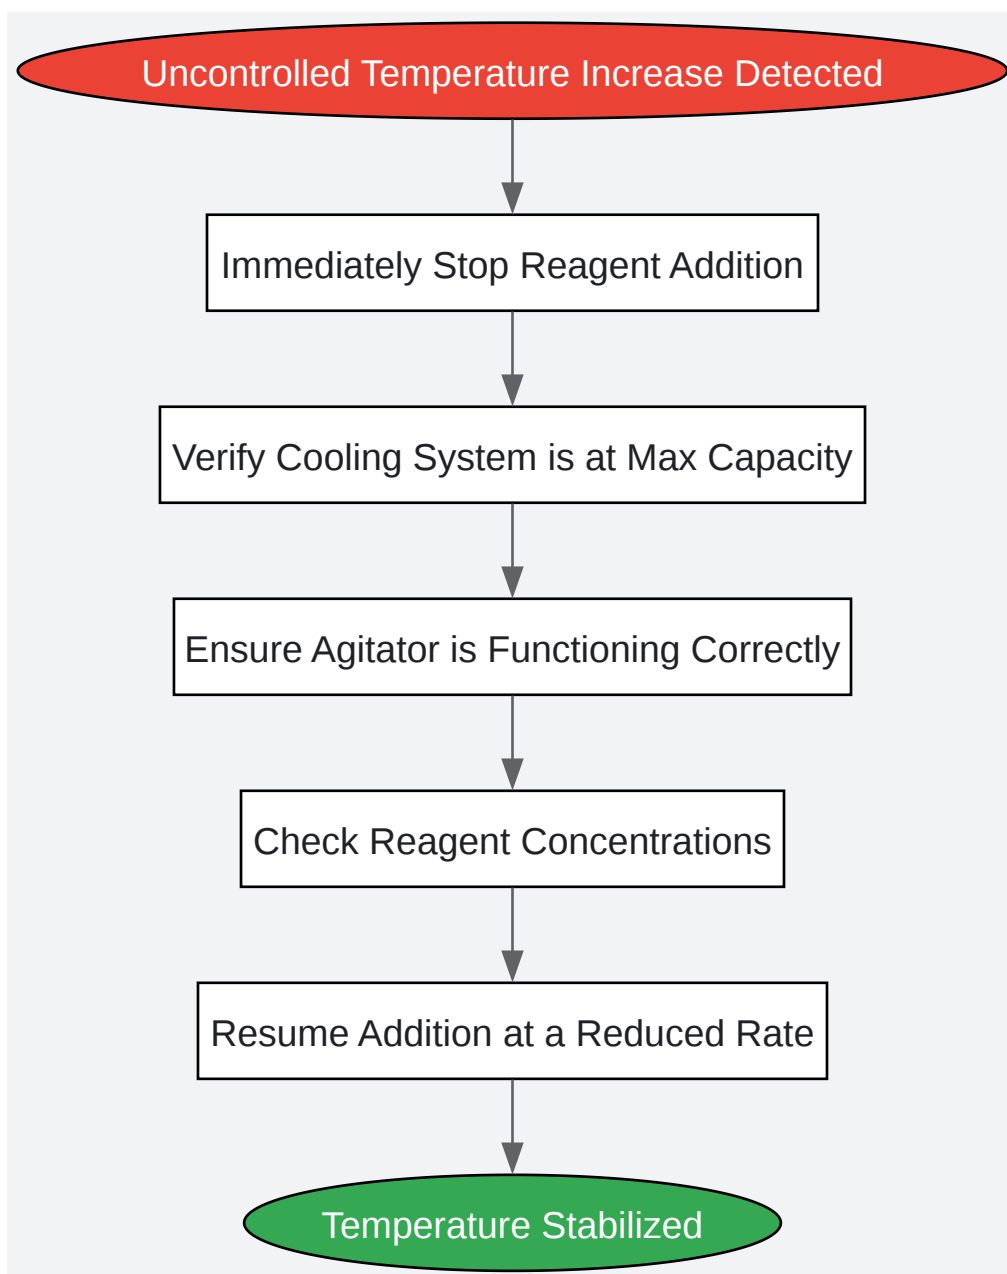 Uncontrolled Temperature Increase Detected
Immediately Stop Reagent Addition
Verify Cooling System is at Max Capacity
Ensure Agitator is Functioning Correctly
Check Reagent Concentrations
Resume Addition at a Reduced Rate
Temperature Stabilized